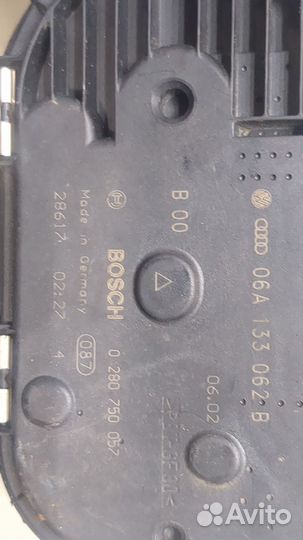 06A 133 062 B
B 00
06.02
BOSCH 0 280 750 057
Made in Germany 087
28617 02:27 4
Avito